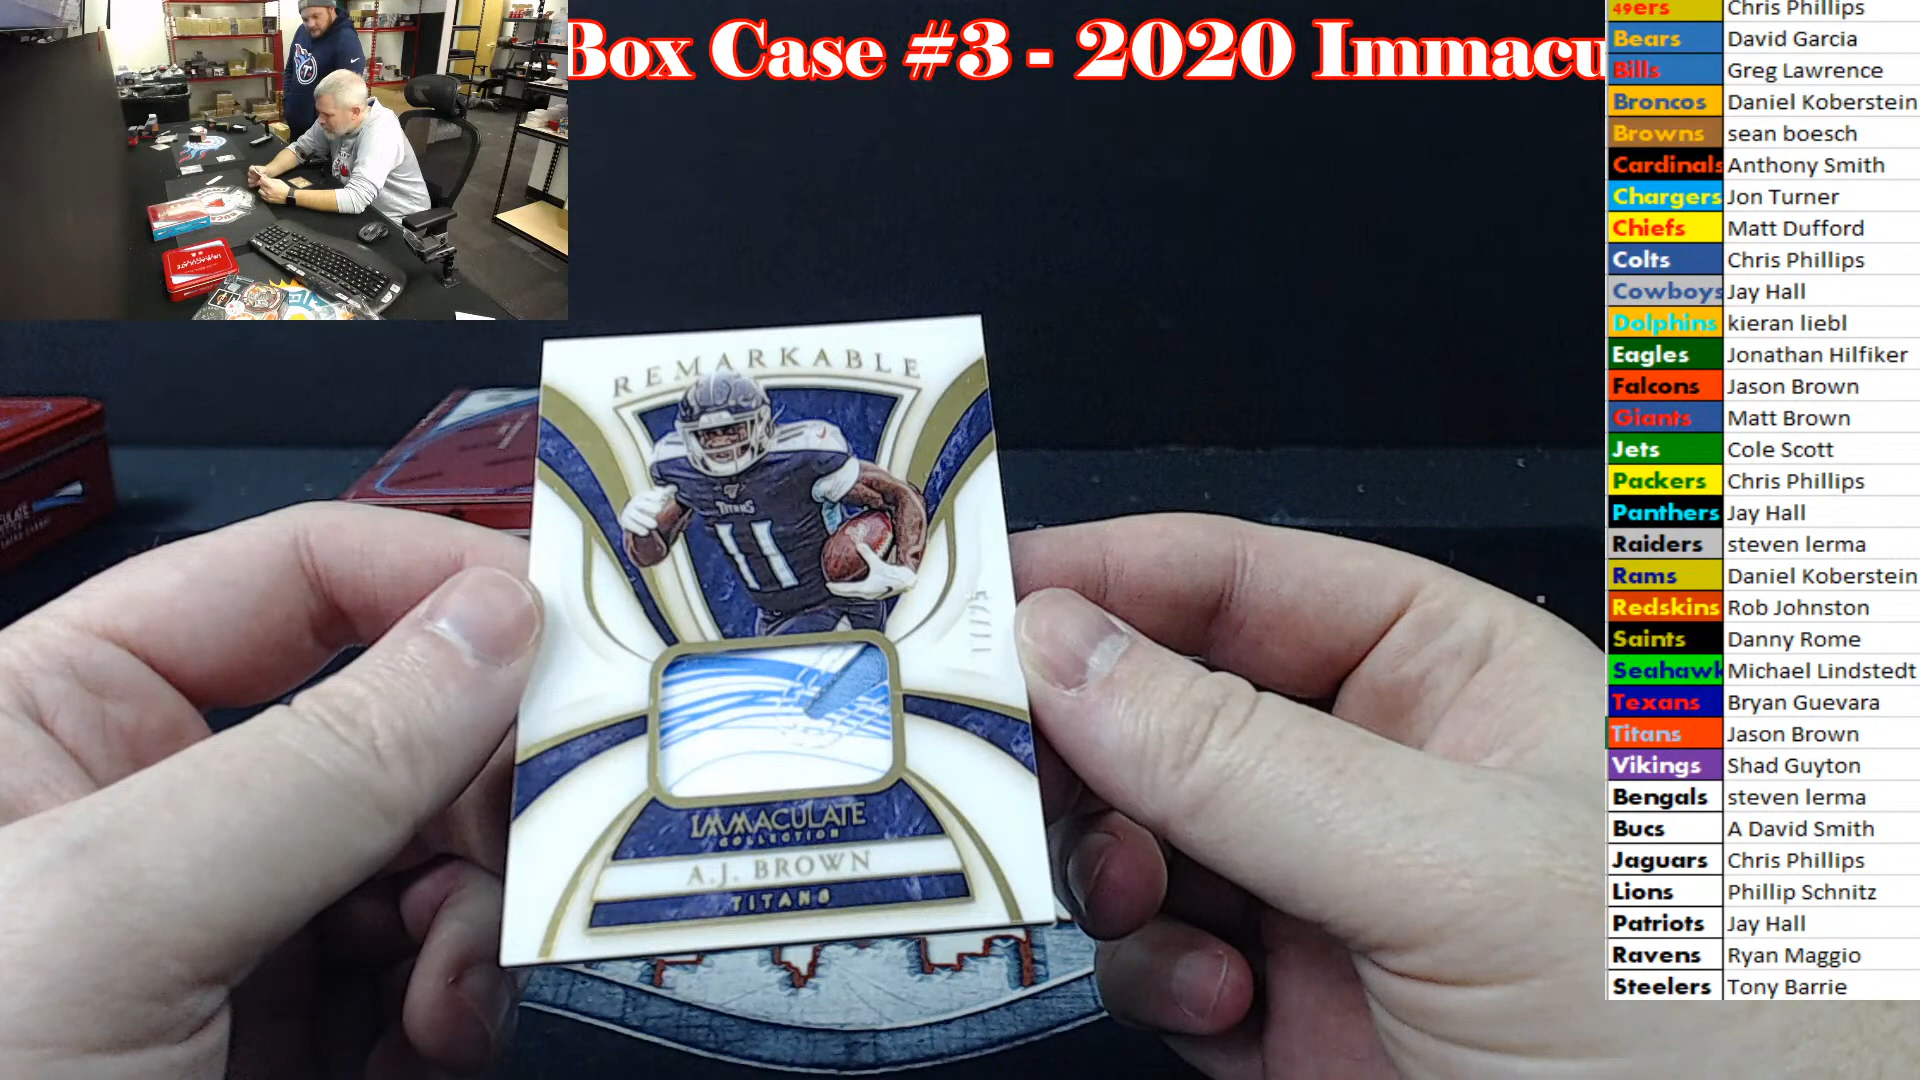 Box Case #3 - 2020 Immacu
49ers Chris Phillips
Bears David Garcia
Bills Greg Lawrence
Broncos Daniel Koberstein
Browns sean boesch
Cardinals Anthony Smith
Chargers Jon Turner
Chiefs Matt Dufford
Colts Chris Phillips
Cowboys Jay Hall
Dolphins kieran liebl
Eagles Jonathan Hilfiker
Falcons Jason Brown
Giants Matt Brown
Jets Cole Scott
Packers Chris Phillips
Panthers Jay Hall
Raiders steven lerma
Rams Daniel Koberstein
Redskins Rob Johnston
Saints Danny Rome
Seahawk Michael Lindstedt
Texans Bryan Guevara
Titans Jason Brown
Vikings Shad Guyton
Bengals steven lerma
Bucs A David Smith
Jaguars Chris Phillips
Lions Phillip Schnitz
Patriots Jay Hall
Ravens Ryan Maggio
Steelers Tony Barrie
REMARKABLE
TITANS
11
IMMACULATE
COLLECTION
A.J. BROWN
TITANS